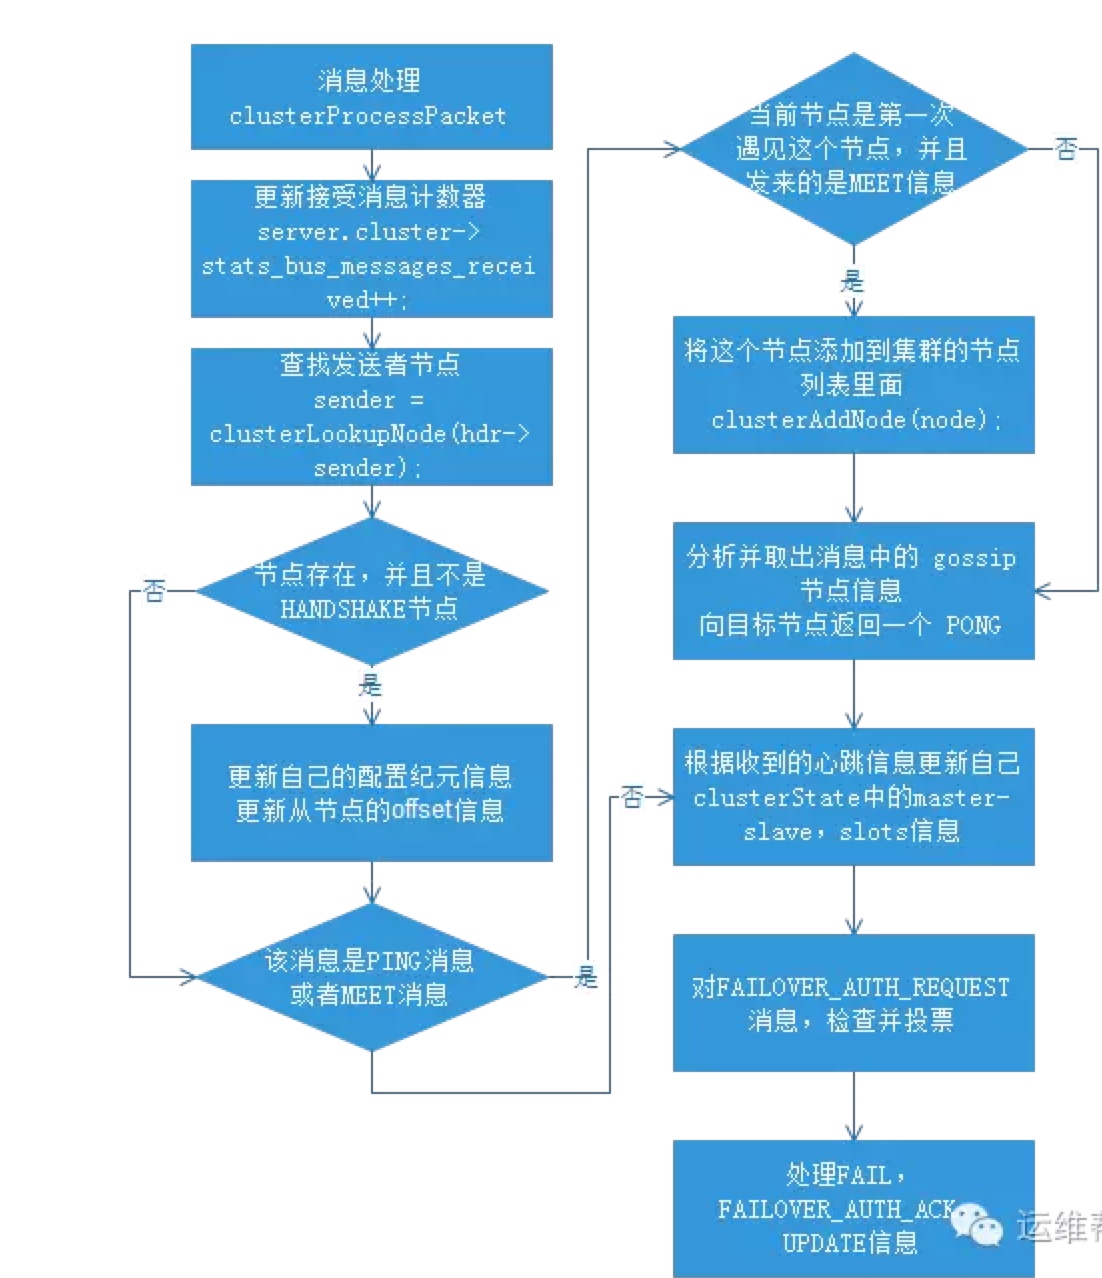 消息处理
clusterProcessPacket
更新接受消息计数器
server.cluster->
stats_bus_messages_recei
ved++;
查找发送者节点
sender =
clusterLookupNode(hdr->
sender);
节点存在，并且不是
HANDSHAKE节点
否
是
更新自己的配置纪元信息
更新从节点的offset信息
该消息是PING消息
或者MEET消息
是
否
当前节点是第一次
遇见这个节点，并且
发来的是MEET信息
否
是
将这个节点添加到集群的节点
列表里面
clusterAddNode(node);
分析并取出消息中的 gossip
节点信息
向目标节点返回一个 PONG
根据收到的心跳信息更新自己
clusterState中的master-
slave，slots信息
对FAILOVER_AUTH_REQUEST
消息，检查并投票
处理FAIL，
FAILOVER_AUTH_ACK
UPDATE信息
运维